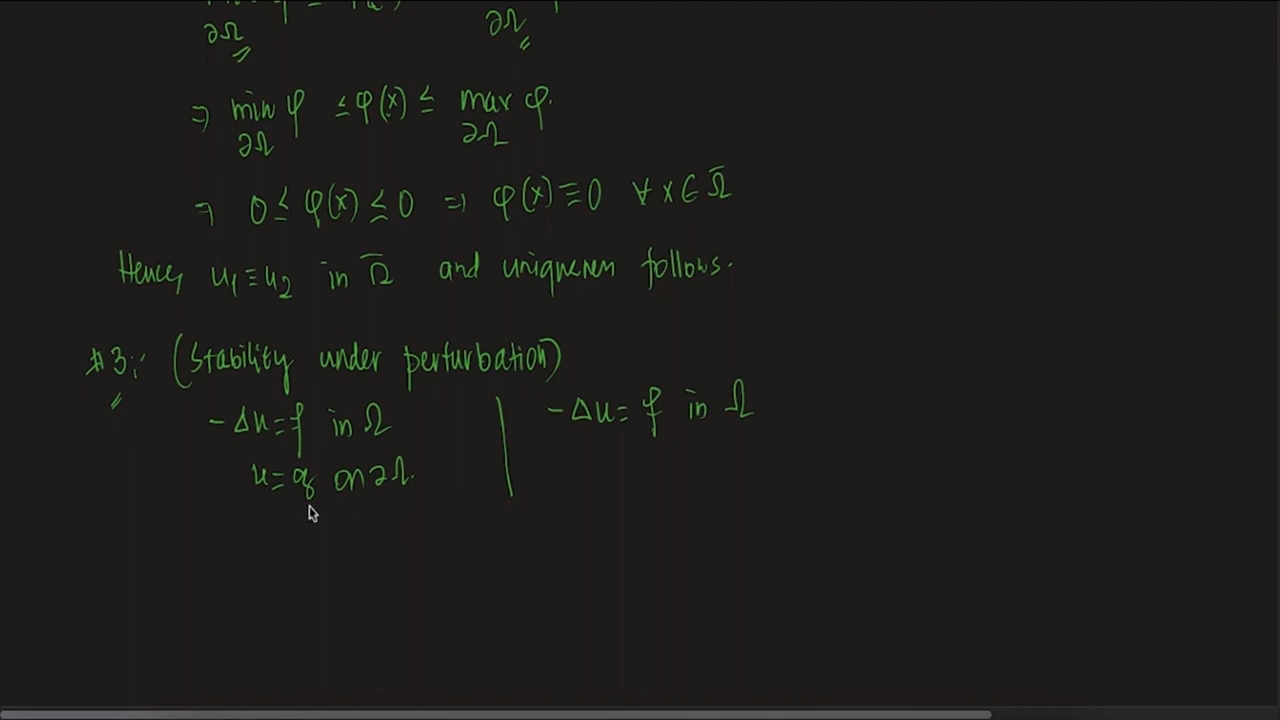 ∂Ω ∂Ω
⇒ min φ ≤ φ(x) ≤ max φ.
∂Ω ∂Ω
⇒ 0 ≤ φ(x) ≤ 0 ⇒ φ(x) ≡ 0 ∀ x ∈ Ω̄
Hence, u₁ ≡ u₂ in Ω̄ and uniqueness follows.
#3:- (Stability under perturbation)
-Δu = f in Ω | -Δu = f in Ω
u = g on ∂Ω.